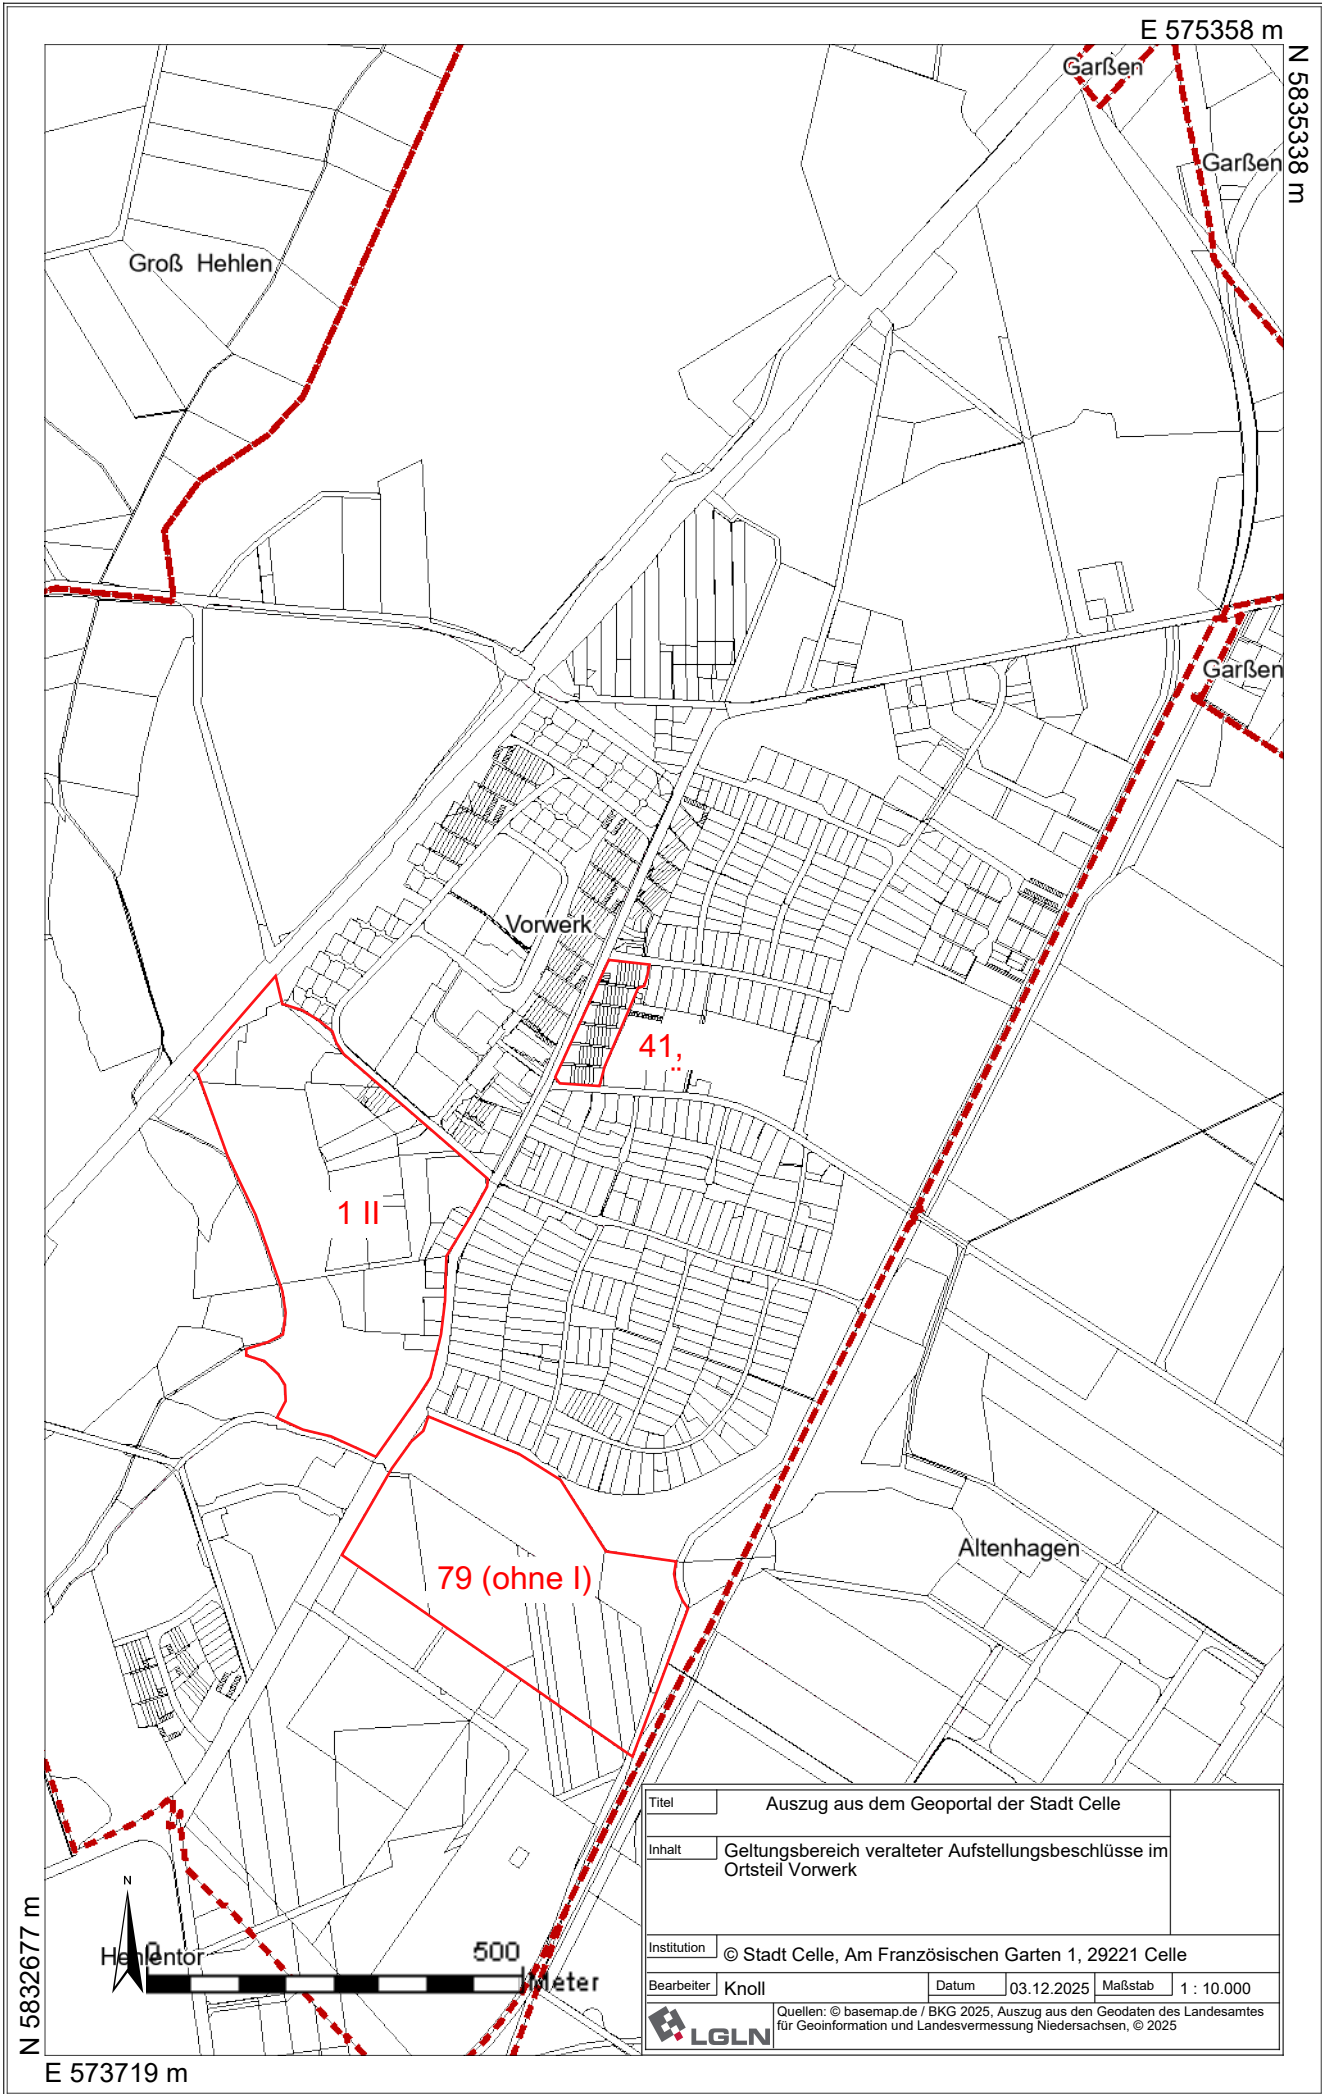 E 575358 m
N 5835338 m
Garßen
Garßen
Groß Hehlen
Garßen
Vorwerk
41,
1 II
79 (ohne I)
Altenhagen
Titel
Auszug aus dem Geoportal der Stadt Celle
Inhalt
Geltungsbereich veralteter Aufstellungsbeschlüsse im
Ortsteil Vorwerk
Institution
© Stadt Celle, Am Französischen Garten 1, 29221 Celle
Bearbeiter
Knoll
Datum
03.12.2025
Maßstab
1 : 10.000
LGLN
Quellen: © basemap.de / BKG 2025, Auszug aus den Geodaten des Landesamtes
für Geoinformation und Landesvermessung Niedersachsen, © 2025
N
Hehlentor
0
500
Meter
N 5832677 m
E 573719 m